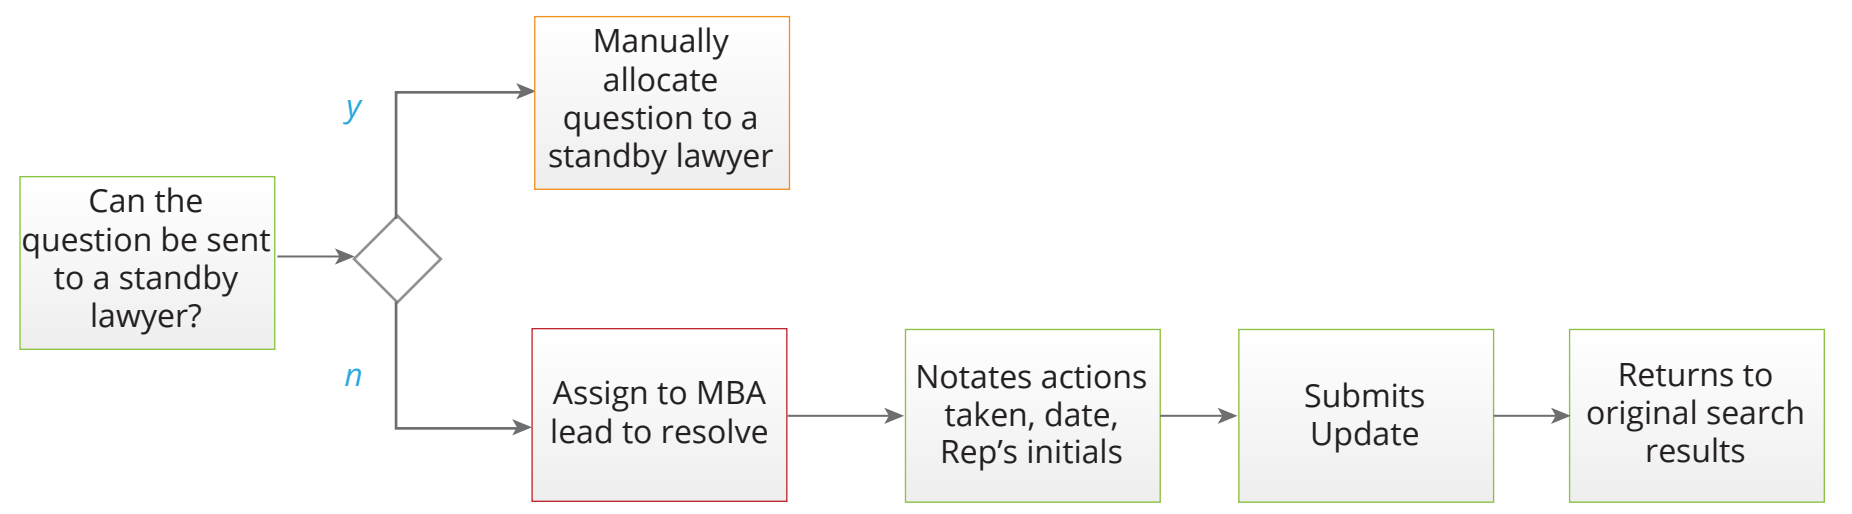 Manually
allocate
question to a
standby lawyer
y
Can the
question be sent
to a standby
lawyer?
n
Assign to MBA
lead to resolve
Notates actions
taken, date,
Rep’s initials
Submits
Update
Returns to
original search
results